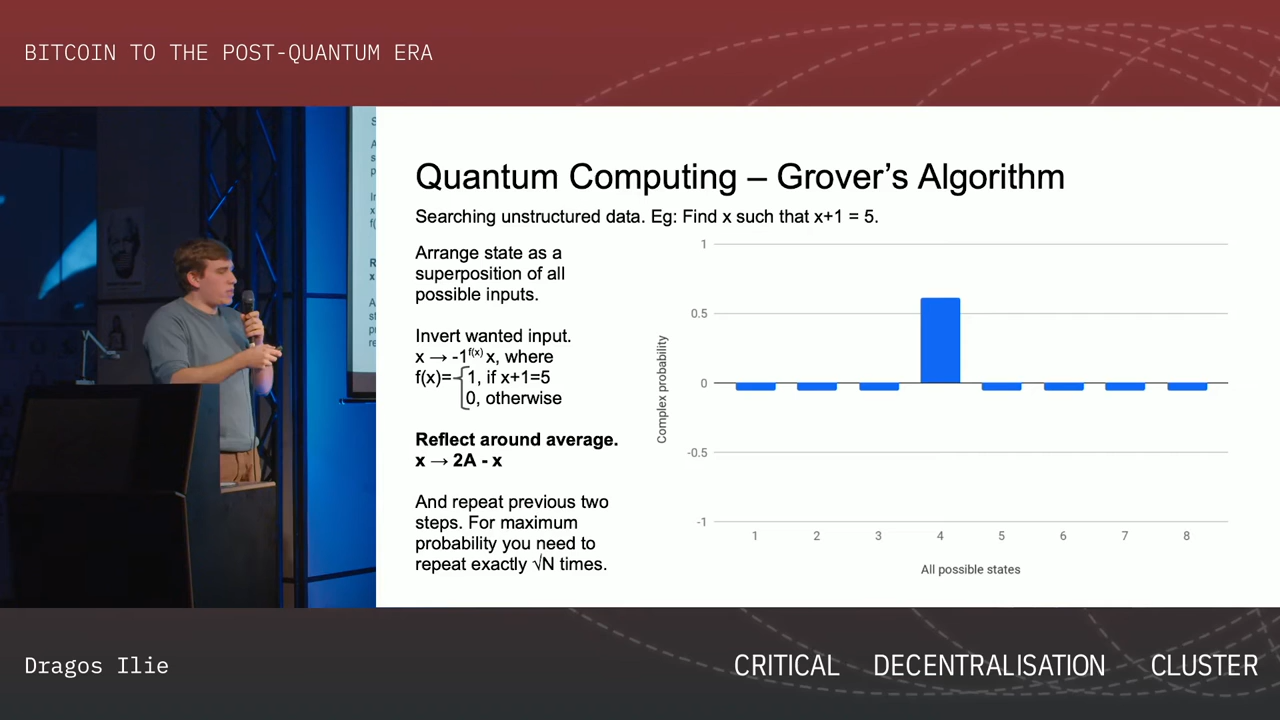 BITCOIN TO THE POST-QUANTUM ERA
Quantum Computing – Grover's Algorithm
Searching unstructured data. Eg: Find x such that x+1 = 5.
Arrange state as a
superposition of all
possible inputs.
Invert wanted input.
x → -1^f(x) x, where
f(x)={1, if x+1=5
0, otherwise
Reflect around average.
x → 2A - x
And repeat previous two
steps. For maximum
probability you need to
repeat exactly √N times.
Complex probability
1
0.5
0
-0.5
-1
1 2 3 4 5 6 7 8
All possible states
Dragos Ilie
CRITICAL DECENTRALISATION CLUSTER